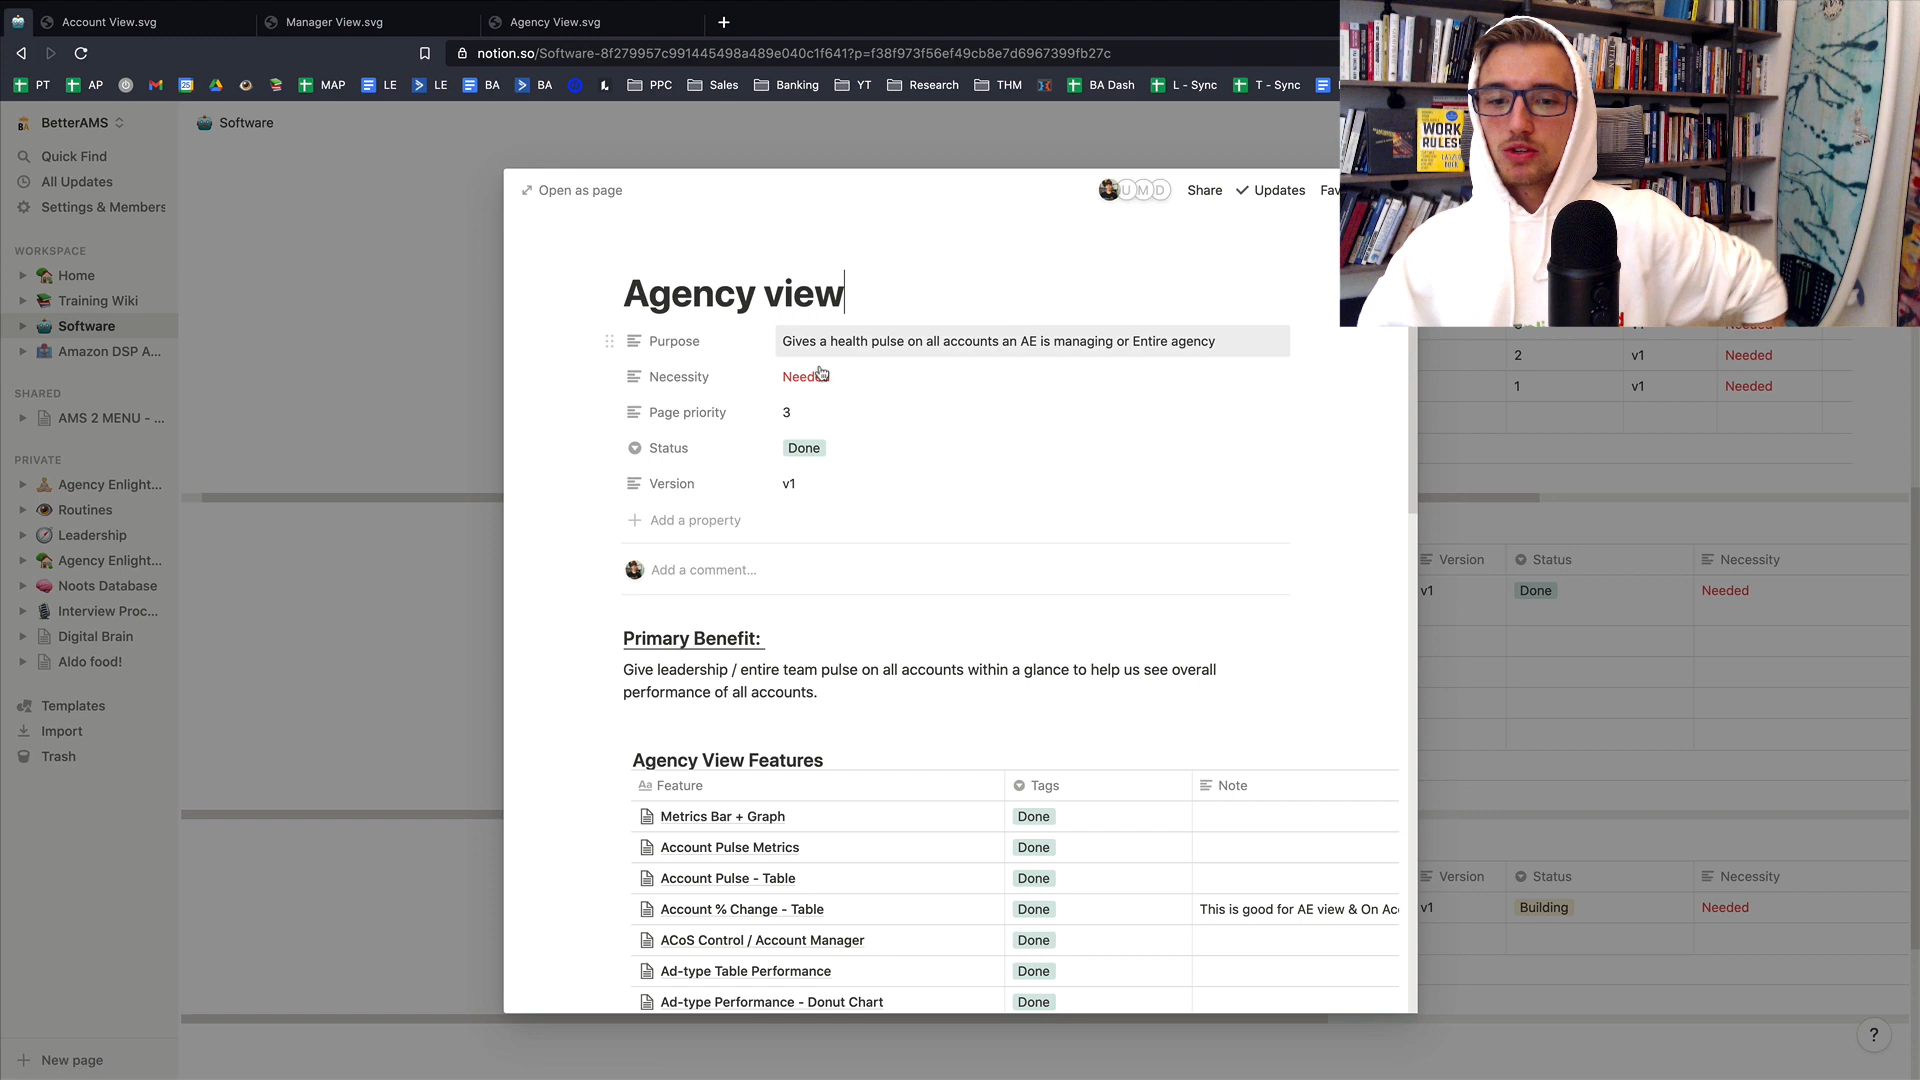 Account View.svg
Manager View.svg
Agency View.svg
notion.so/Software-8f279957c991445498a489e040c1f641?p=f38f973f56ef49cb8e7d6967399fb27c
PT
AP
MAP
LE
LE
BA
BA
PPC
Sales
Banking
YT
Research
THM
BA Dash
L - Sync
T - Sync
BetterAMS
Quick Find
All Updates
Settings & Members
WORKSPACE
Home
Training Wiki
Software
Amazon DSP A...
SHARED
AMS 2 MENU - ...
PRIVATE
Agency Enlight...
Routines
Leadership
Agency Enlight...
Noots Database
Interview Proc...
Digital Brain
Aldo food!
Templates
Import
Trash
New page
Software
Open as page
U M D
Share
Updates
Fav
Agency view
Purpose
Gives a health pulse on all accounts an AE is managing or Entire agency
Necessity
Needed
Page priority
3
Status
Done
Version
v1
Add a property
Add a comment...
Primary Benefit:
Give leadership / entire team pulse on all accounts within a glance to help us see overall
performance of all accounts.
Agency View Features
Aa Feature Tags Note
Metrics Bar + Graph Done
Account Pulse Metrics Done
Account Pulse - Table Done
Account % Change - Table Done This is good for AE view & On Acc
ACoS Control / Account Manager Done
Ad-type Table Performance Done
Ad-type Performance - Donut Chart Done
2 v1 Needed
1 v1 Needed
Version Status Necessity
v1 Done Needed
Version Status Necessity
v1 Building Needed
?
WORK
RULES!